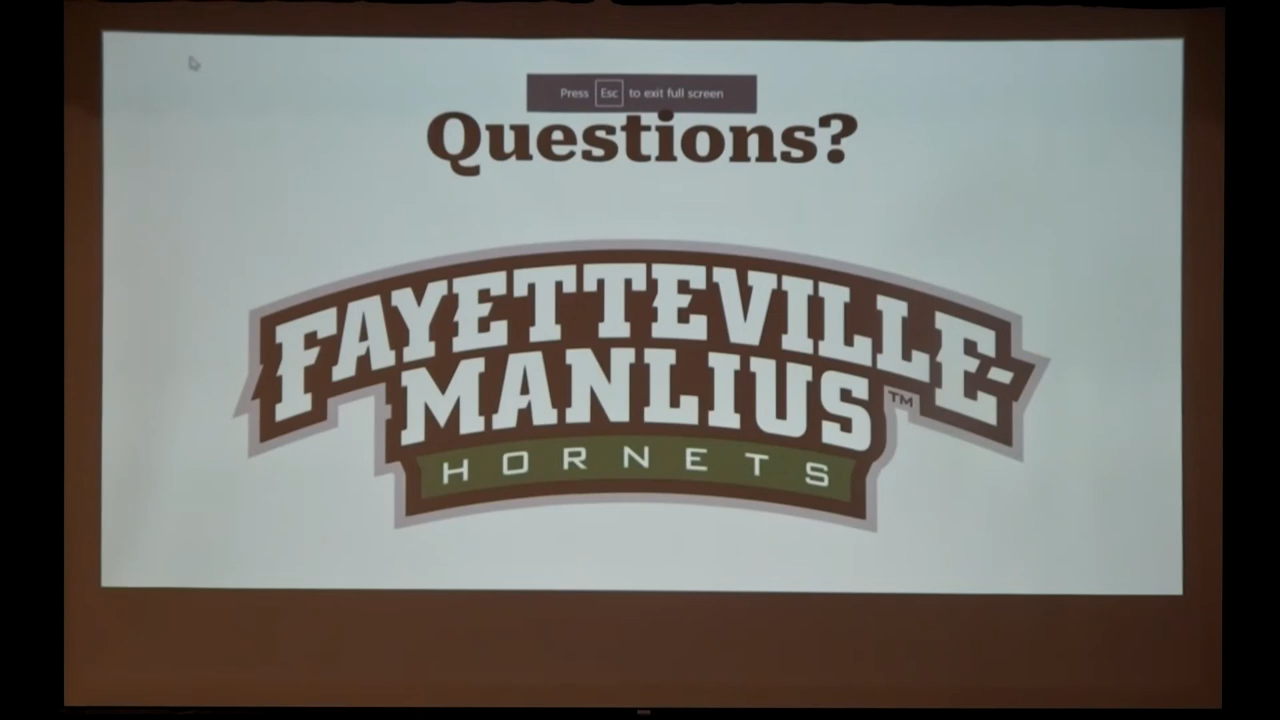 Press Esc to exit full screen
Questions?
FAYETTEVILLE-
MANLIUS
TM
HORNETS